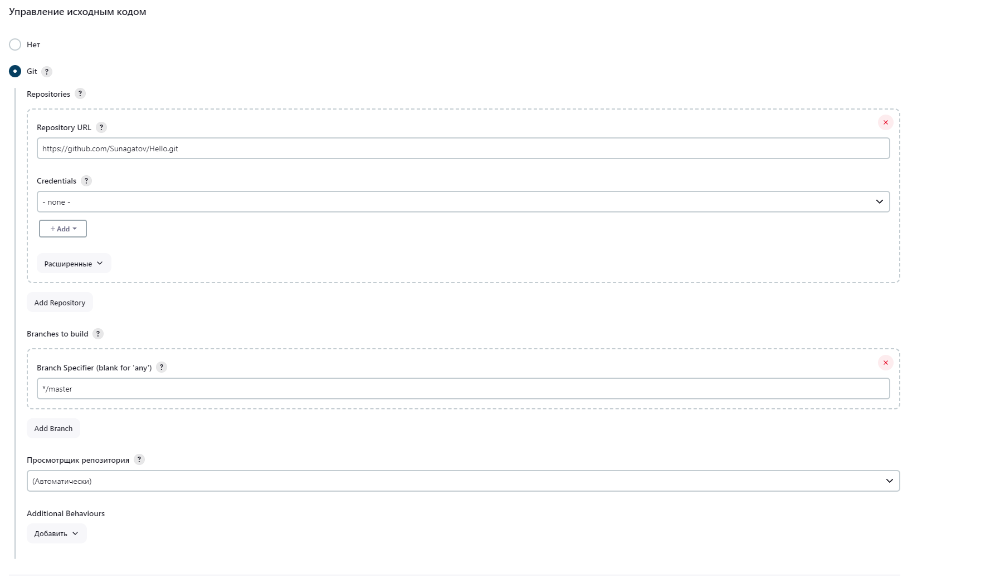 Управление исходным кодом
Нет
Git ?
Repositories ?
Repository URL ?
https://github.com/Sunagatov/Hello.git
Credentials ?
- none -
+ Add
Расширенные
Add Repository
Branches to build ?
Branch Specifier (blank for 'any') ?
*/master
Add Branch
Просмотрщик репозитория ?
(Автоматически)
Additional Behaviours
Добавить